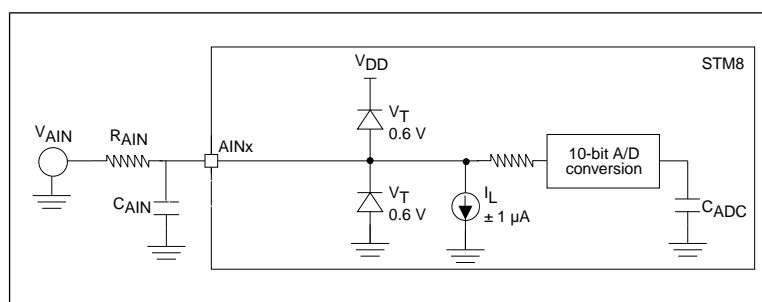 STM8
VDD
VT
0.6 V
VAIN
RAIN
AINx
10-bit A/D
conversion
VT
0.6 V
IL
± 1 µA
CAIN
CADC